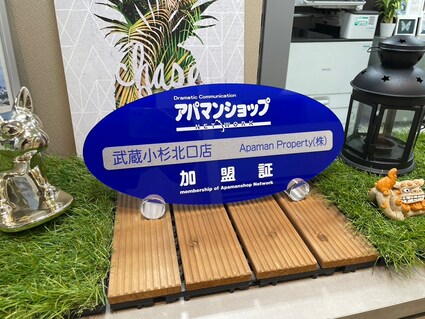 Dramatic Communication
アパマンショップ
NETWORK
武蔵小杉北口店 Apaman Property(株)
加盟証
membership of Apamanshop Network